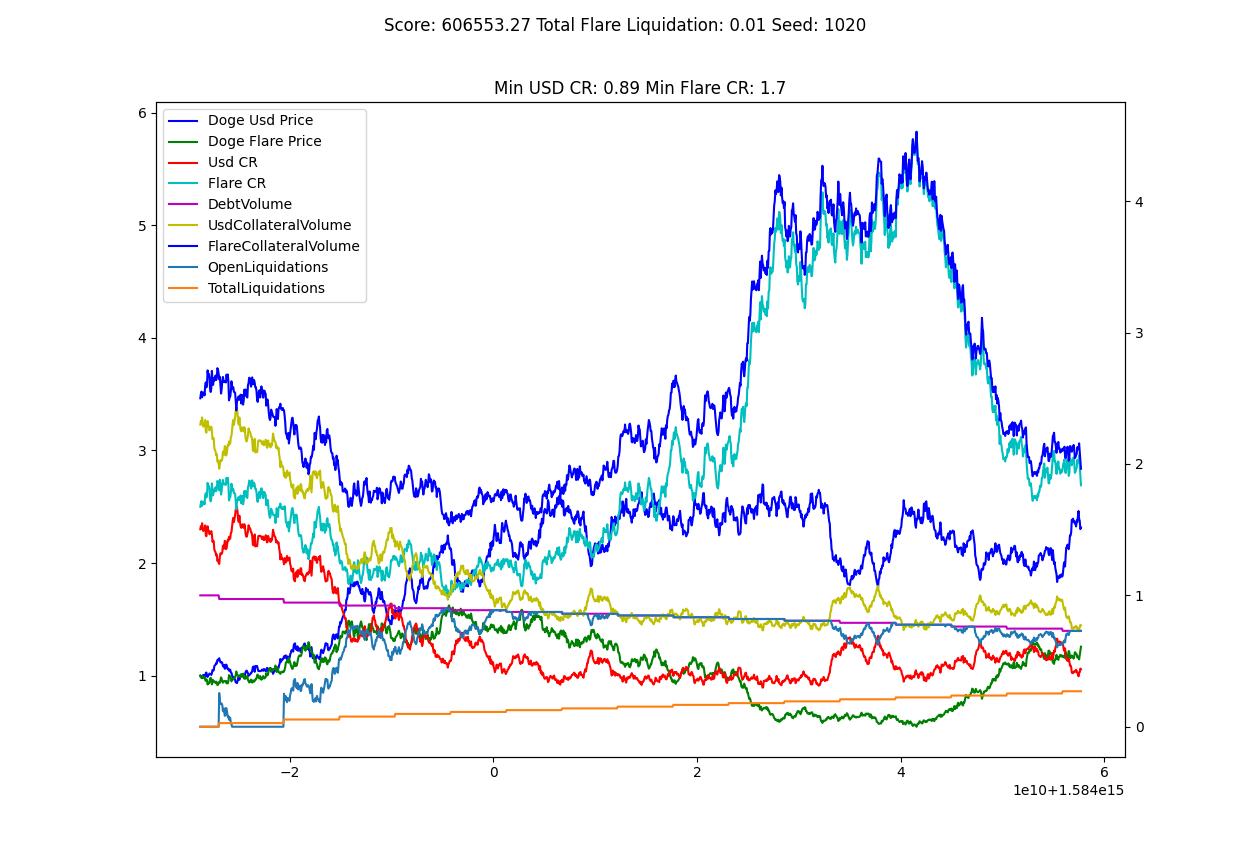 Score: 606553.27 Total Flare Liquidation: 0.01 Seed: 1020
Min USD CR: 0.89 Min Flare CR: 1.7
Doge Usd Price
Doge Flare Price
Usd CR
Flare CR
DebtVolume
UsdCollateralVolume
FlareCollateralVolume
OpenLiquidations
TotalLiquidations
6
5
4
3
2
1
4
3
2
1
0
−2
0
2
4
6
1e10+1.584e15